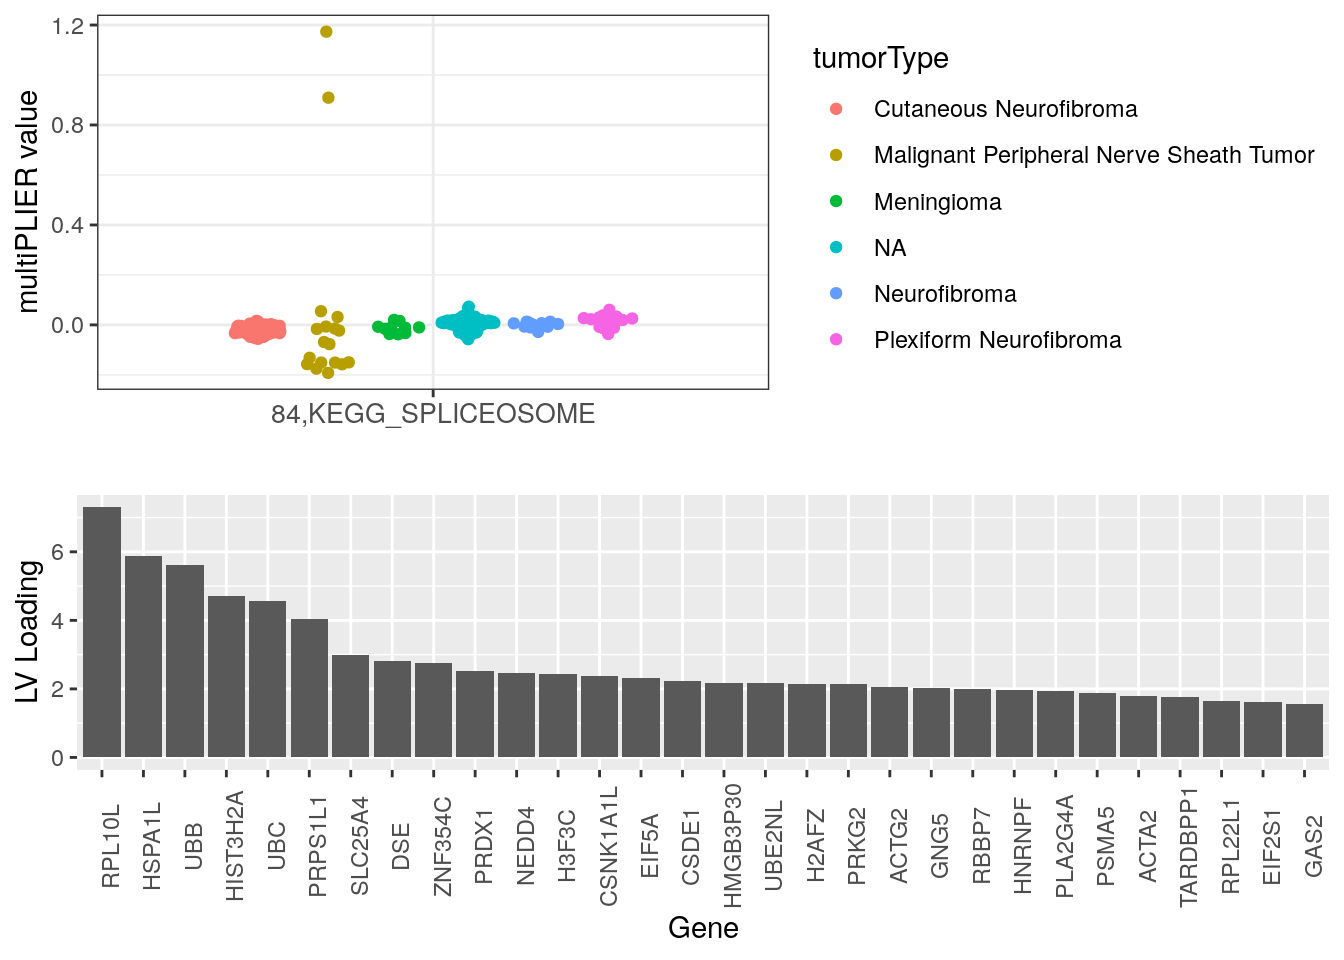 1.2
0.8
0.4
0.0
multiPLIER value
84,KEGG_SPLICEOSOME
tumorType
Cutaneous Neurofibroma
Malignant Peripheral Nerve Sheath Tumor
Meningioma
NA
Neurofibroma
Plexiform Neurofibroma
6
4
2
0
LV Loading
RPL10L
HSPA1L
UBB
HIST3H2A
UBC
PRPS1L1
SLC25A4
DSE
ZNF354C
PRDX1
NEDD4
H3F3C
CSNK1A1L
EIF5A
CSDE1
HMGB3P30
UBE2NL
H2AFZ
PRKG2
ACTG2
GNG5
RBBP7
HNRNPF
PLA2G4A
PSMA5
ACTA2
TARDBPP1
RPL22L1
EIF2S1
GAS2
Gene